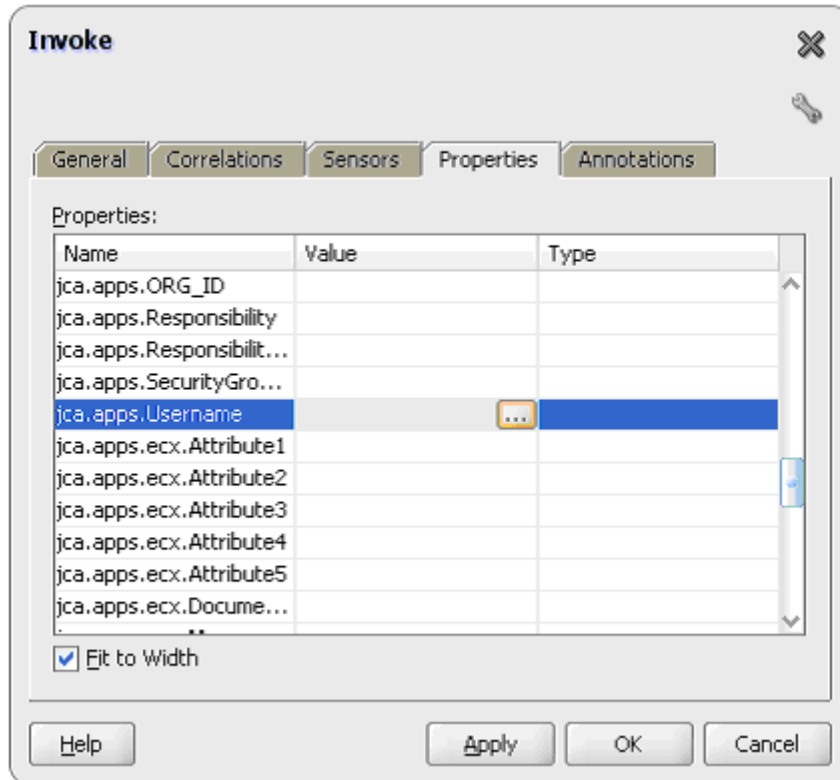 Invoke
General Correlations Sensors Properties Annotations
Properties:
Name Value Type
jca.apps.ORG_ID
jca.apps.Responsibility
jca.apps.Responsibilit...
jca.apps.SecurityGro...
jca.apps.Username ...
jca.apps.ecx.Attribute1
jca.apps.ecx.Attribute2
jca.apps.ecx.Attribute3
jca.apps.ecx.Attribute4
jca.apps.ecx.Attribute5
jca.apps.ecx.Docume...
Fit to Width
Help Apply OK Cancel